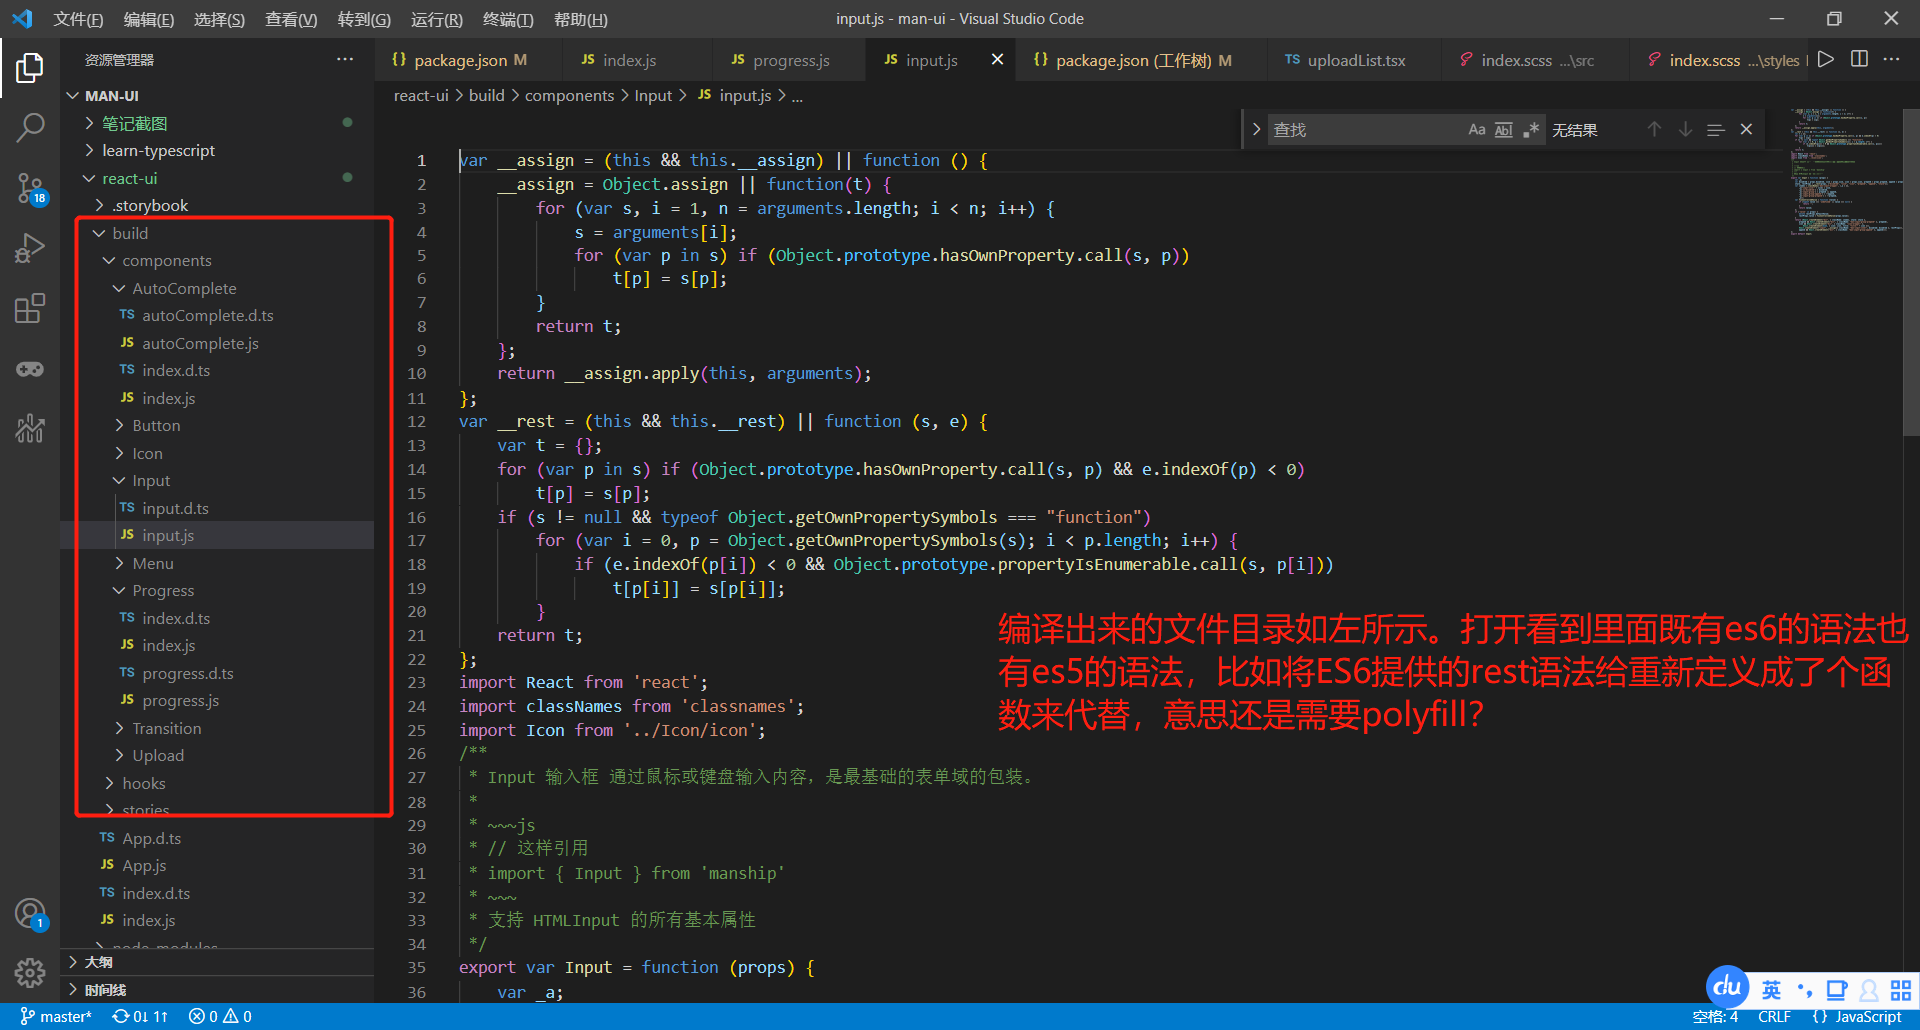 文件(F) 编辑(E) 选择(S) 查看(V) 转到(G) 运行(R) 终端(T) 帮助(H) input.js - man-ui - Visual Studio Code
资源管理器
{} package.json M JS index.js JS progress.js JS input.js {} package.json (工作树) M TS uploadList.tsx index.scss ...\src index.scss ...\styles
MAN-UI
笔记截图
learn-typescript
react-ui
.storybook
build
components
AutoComplete
TS autoComplete.d.ts
JS autoComplete.js
TS index.d.ts
JS index.js
Button
Icon
Input
TS input.d.ts
JS input.js
Menu
Progress
TS index.d.ts
JS index.js
TS progress.d.ts
JS progress.js
Transition
Upload
hooks
stories
TS App.d.ts
JS App.js
TS index.d.ts
JS index.js
node_modules
大纲
时间线
18
1
react-ui > build > components > Input > JS input.js > ...
查找 Aa Abl .* 无结果
1 var __assign = (this && this.__assign) || function () {
2 __assign = Object.assign || function(t) {
3 for (var s, i = 1, n = arguments.length; i < n; i++) {
4 s = arguments[i];
5 for (var p in s) if (Object.prototype.hasOwnProperty.call(s, p))
6 t[p] = s[p];
7 }
8 return t;
9 };
10 return __assign.apply(this, arguments);
11 };
12 var __rest = (this && this.__rest) || function (s, e) {
13 var t = {};
14 for (var p in s) if (Object.prototype.hasOwnProperty.call(s, p) && e.indexOf(p) < 0)
15 t[p] = s[p];
16 if (s != null && typeof Object.getOwnPropertySymbols === "function")
17 for (var i = 0, p = Object.getOwnPropertySymbols(s); i < p.length; i++) {
18 if (e.indexOf(p[i]) < 0 && Object.prototype.propertyIsEnumerable.call(s, p[i]))
19 t[p[i]] = s[p[i]];
20 }
21 return t;
22 };
23 import React from 'react';
24 import classNames from 'classnames';
25 import Icon from '../Icon/icon';
26 /**
27 * Input 输入框 通过鼠标或键盘输入内容，是最基础的表单域的包装。
28 *
29 * ~~~js
30 * // 这样引用
31 * import { Input } from 'manship'
32 * ~~~
33 * 支持 HTMLInput 的所有基本属性
34 */
35 export var Input = function (props) {
36 var _a;
编译出来的文件目录如左所示。打开看到里面既有es6的语法也
有es5的语法，比如将ES6提供的rest语法给重新定义成了个函
数来代替，意思还是需要polyfill？
du 英
master* 0↓ 1↑ 0 0 空格: 4 CRLF {} JavaScript